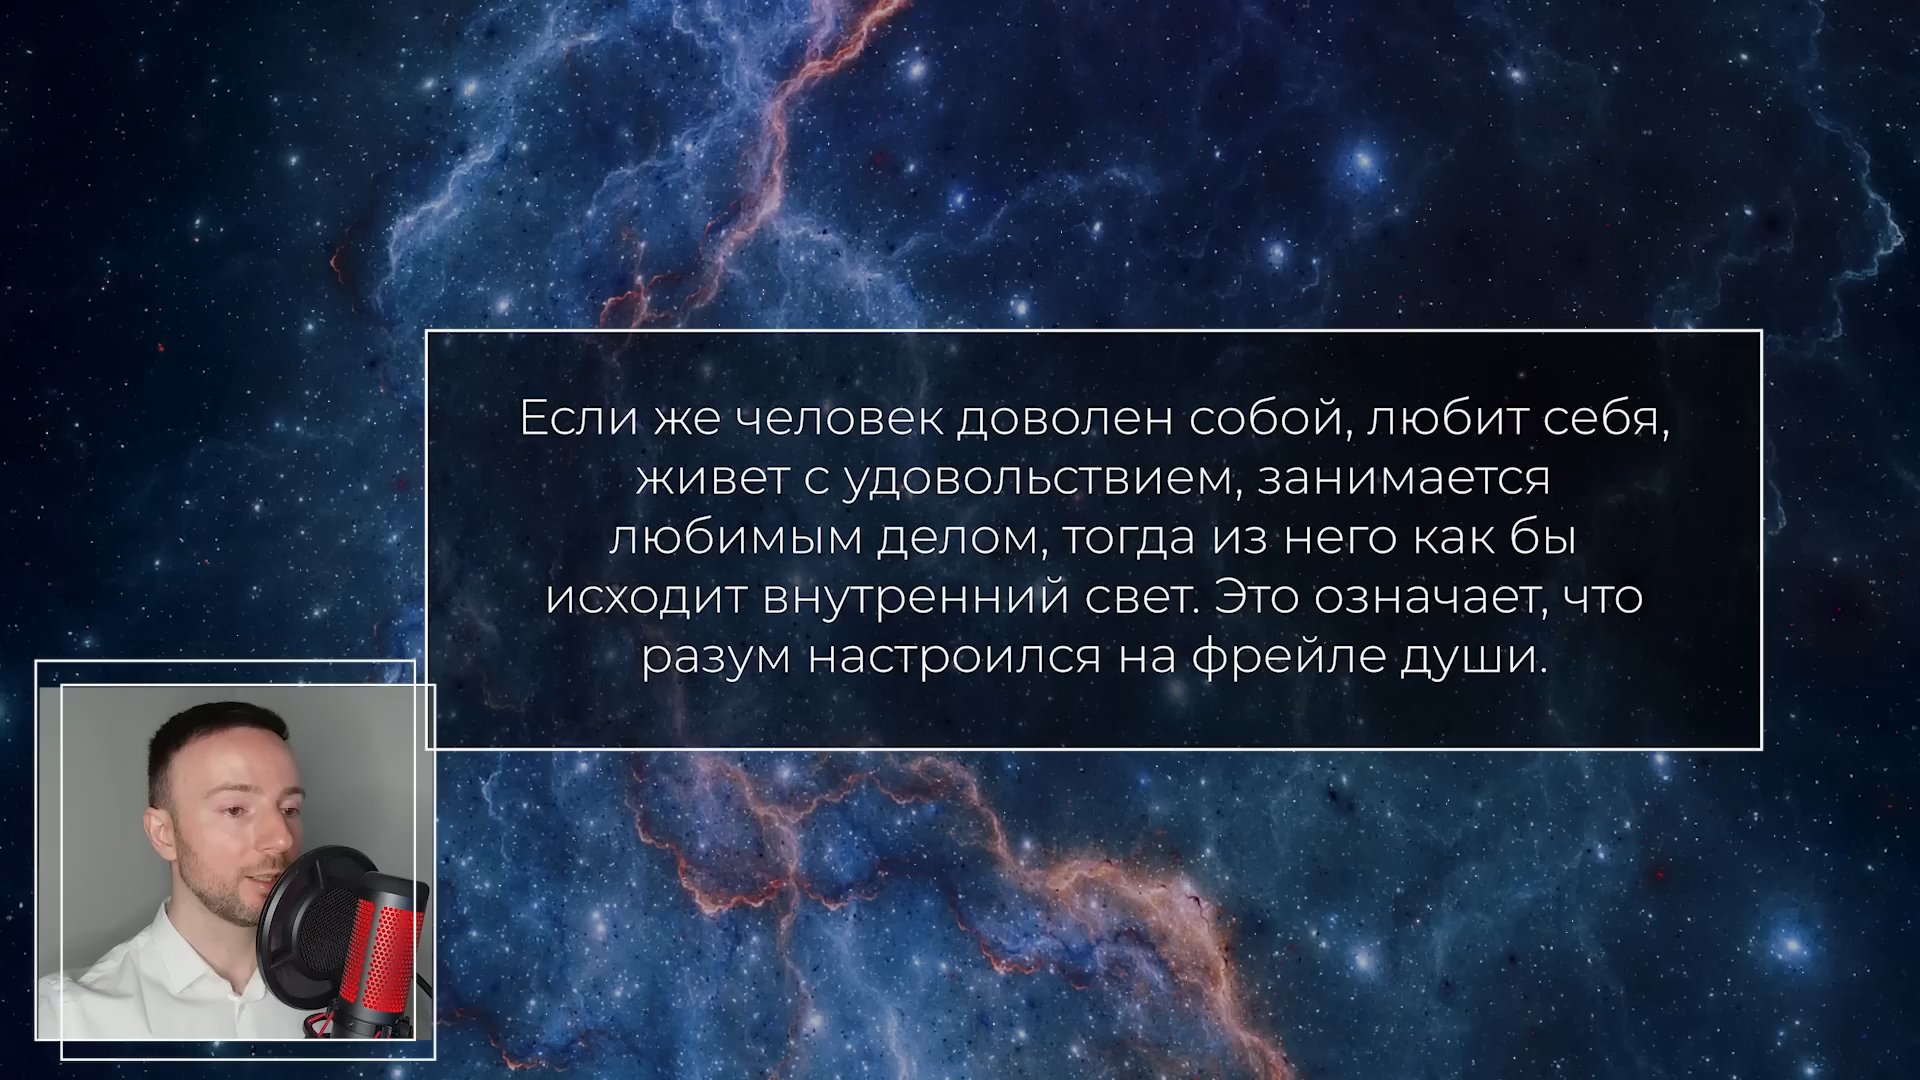 Если же человек доволен собой, любит себя,
живет с удовольствием, занимается
любимым делом, тогда из него как бы
исходит внутренний свет. Это означает, что
разум настроился на фрейле души.